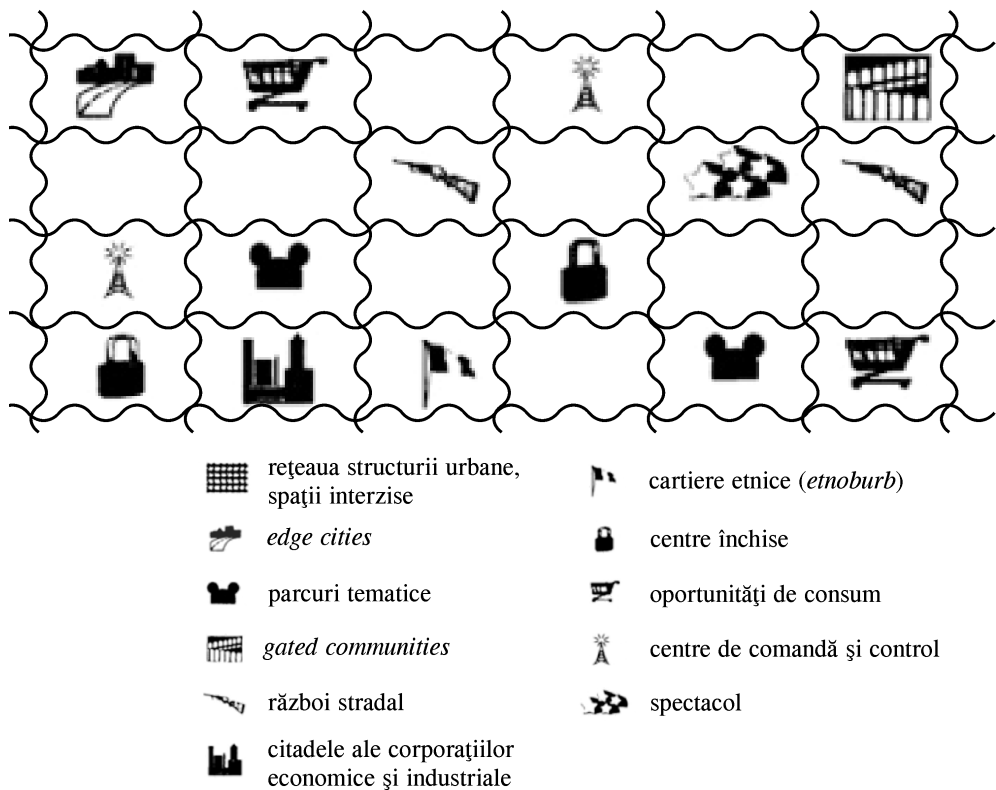 reţeaua structurii urbane,
spaţii interzise
edge cities
parcuri tematice
gated communities
război stradal
citadele ale corporaţiilor
economice şi industriale
cartiere etnice (etnoburb)
centre închise
oportunităţi de consum
centre de comandă şi control
spectacol